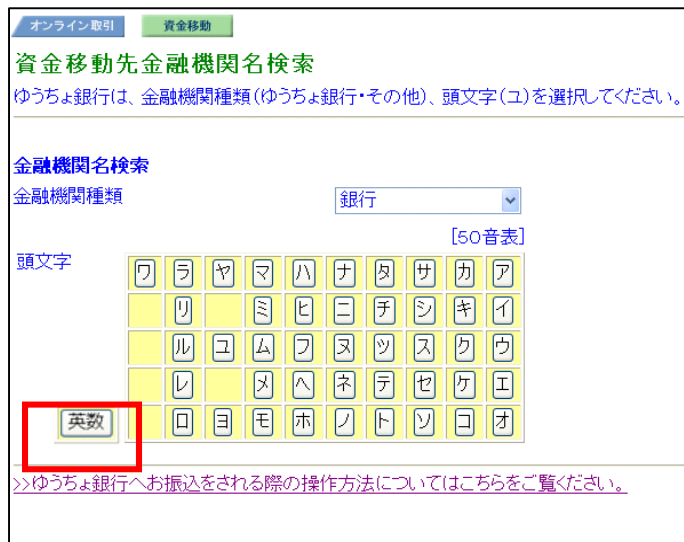 オンライン取引 資金移動
資金移動先金融機関名検索
ゆうちょ銀行は、金融機関種類(ゆうちょ銀行・その他)、頭文字(ユ)を選択してください。
金融機関名検索
金融機関種類 銀行
[50音表]
頭文字 ワ ラ ヤ マ ハ ナ タ サ カ ア
リ ミ ヒ ニ チ シ キ イ
ル ユ ム フ ヌ ツ ス ク ウ
レ メ ヘ ネ テ セ ケ エ
英数 ロ ヨ モ ホ ノ ト ソ コ オ
>>ゆうちょ銀行へお振込をされる際の操作方法についてはこちらをご覧ください。